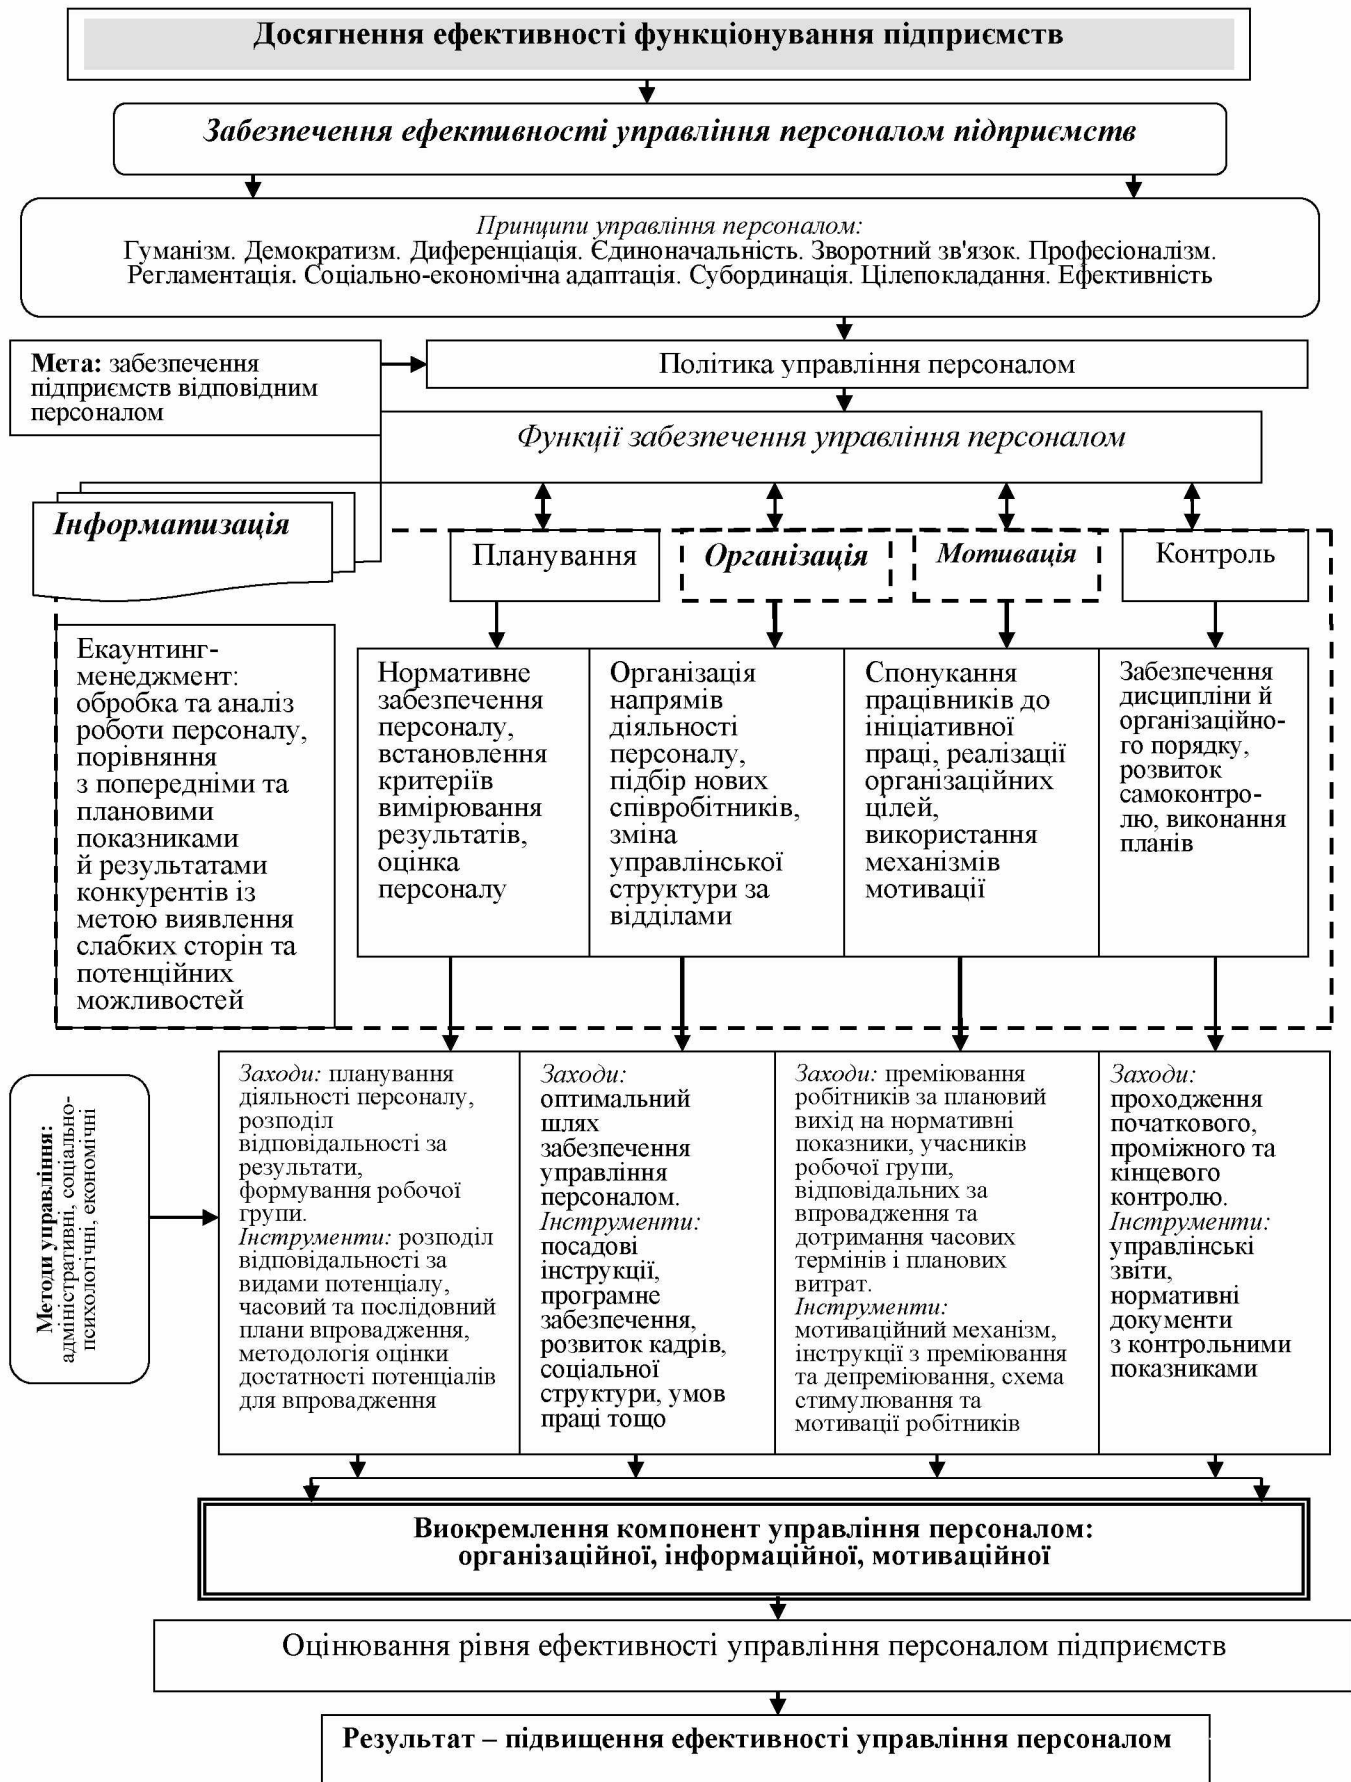 Досягнення ефективності функціонування підприємств
Забезпечення ефективності управління персоналом підприємств
Принципи управління персоналом:
Гуманізм. Демократизм. Диференціація. Єдиноначальність. Зворотний зв'язок. Професіоналізм.
Регламентація. Соціально-економічна адаптація. Субординація. Цілепокладання. Ефективність
Мета: забезпечення
підприємств відповідним
персоналом
Політика управління персоналом
Функції забезпечення управління персоналом
Інформатизація
Планування
Організація
Мотивація
Контроль
Екаунтинг-
менеджмент:
обробка та аналіз
роботи персоналу,
порівняння
з попередніми та
плановими
показниками
й результатами
конкурентів із
метою виявлення
слабких сторін та
потенційних
можливостей
Нормативне
забезпечення
персоналу,
встановлення
критеріїв
вимірювання
результатів,
оцінка
персоналу
Організація
напрямів
діяльності
персоналу,
підбір нових
співробітників,
зміна
управлінської
структури за
відділами
Спонукання
працівників до
ініціативної
праці, реалізації
організаційних
цілей,
використання
механізмів
мотивації
Забезпечення
дисципліни й
організаційно-
го порядку,
розвиток
самоконтро-
лю, виконання
планів
Методи управління:
адміністративні, соціально-
психологічні, економічні
Заходи: планування
діяльності персоналу,
розподіл
відповідальності за
результати,
формування робочої
групи.
Інструменти: розподіл
відповідальності за
видами потенціалу,
часовий та послідовний
плани впровадження,
методологія оцінки
достатності потенціалів
для впровадження
Заходи:
оптимальний
шлях
забезпечення
управління
персоналом.
Інструменти:
посадові
інструкції,
програмне
забезпечення,
розвиток кадрів,
соціальної
структури, умов
праці тощо
Заходи: преміювання
робітників за плановий
вихід на нормативні
показники, учасників
робочої групи,
відповідальних за
впровадження та
дотримання часових
термінів і планових
витрат.
Інструменти:
мотиваційний механізм,
інструкції з преміювання
та депреміювання, схема
стимулювання та
мотивації робітників
Заходи:
проходження
початкового,
проміжного та
кінцевого
контролю.
Інструменти:
управлінські
звіти,
нормативні
документи
з контрольними
показниками
Виокремлення компонент управління персоналом:
організаційної, інформаційної, мотиваційної
Оцінювання рівня ефективності управління персоналом підприємств
Результат – підвищення ефективності управління персоналом